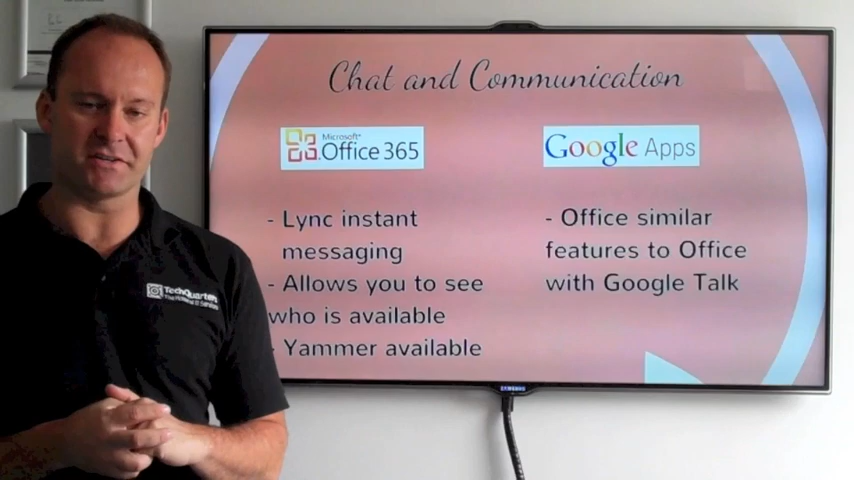 Chat and Communication
Microsoft®
Office 365
Google Apps
- Lync instant
messaging
- Allows you to see
who is available
- Yammer available
- Office similar
features to Office
with Google Talk
TechQuarters
SAMSUNG